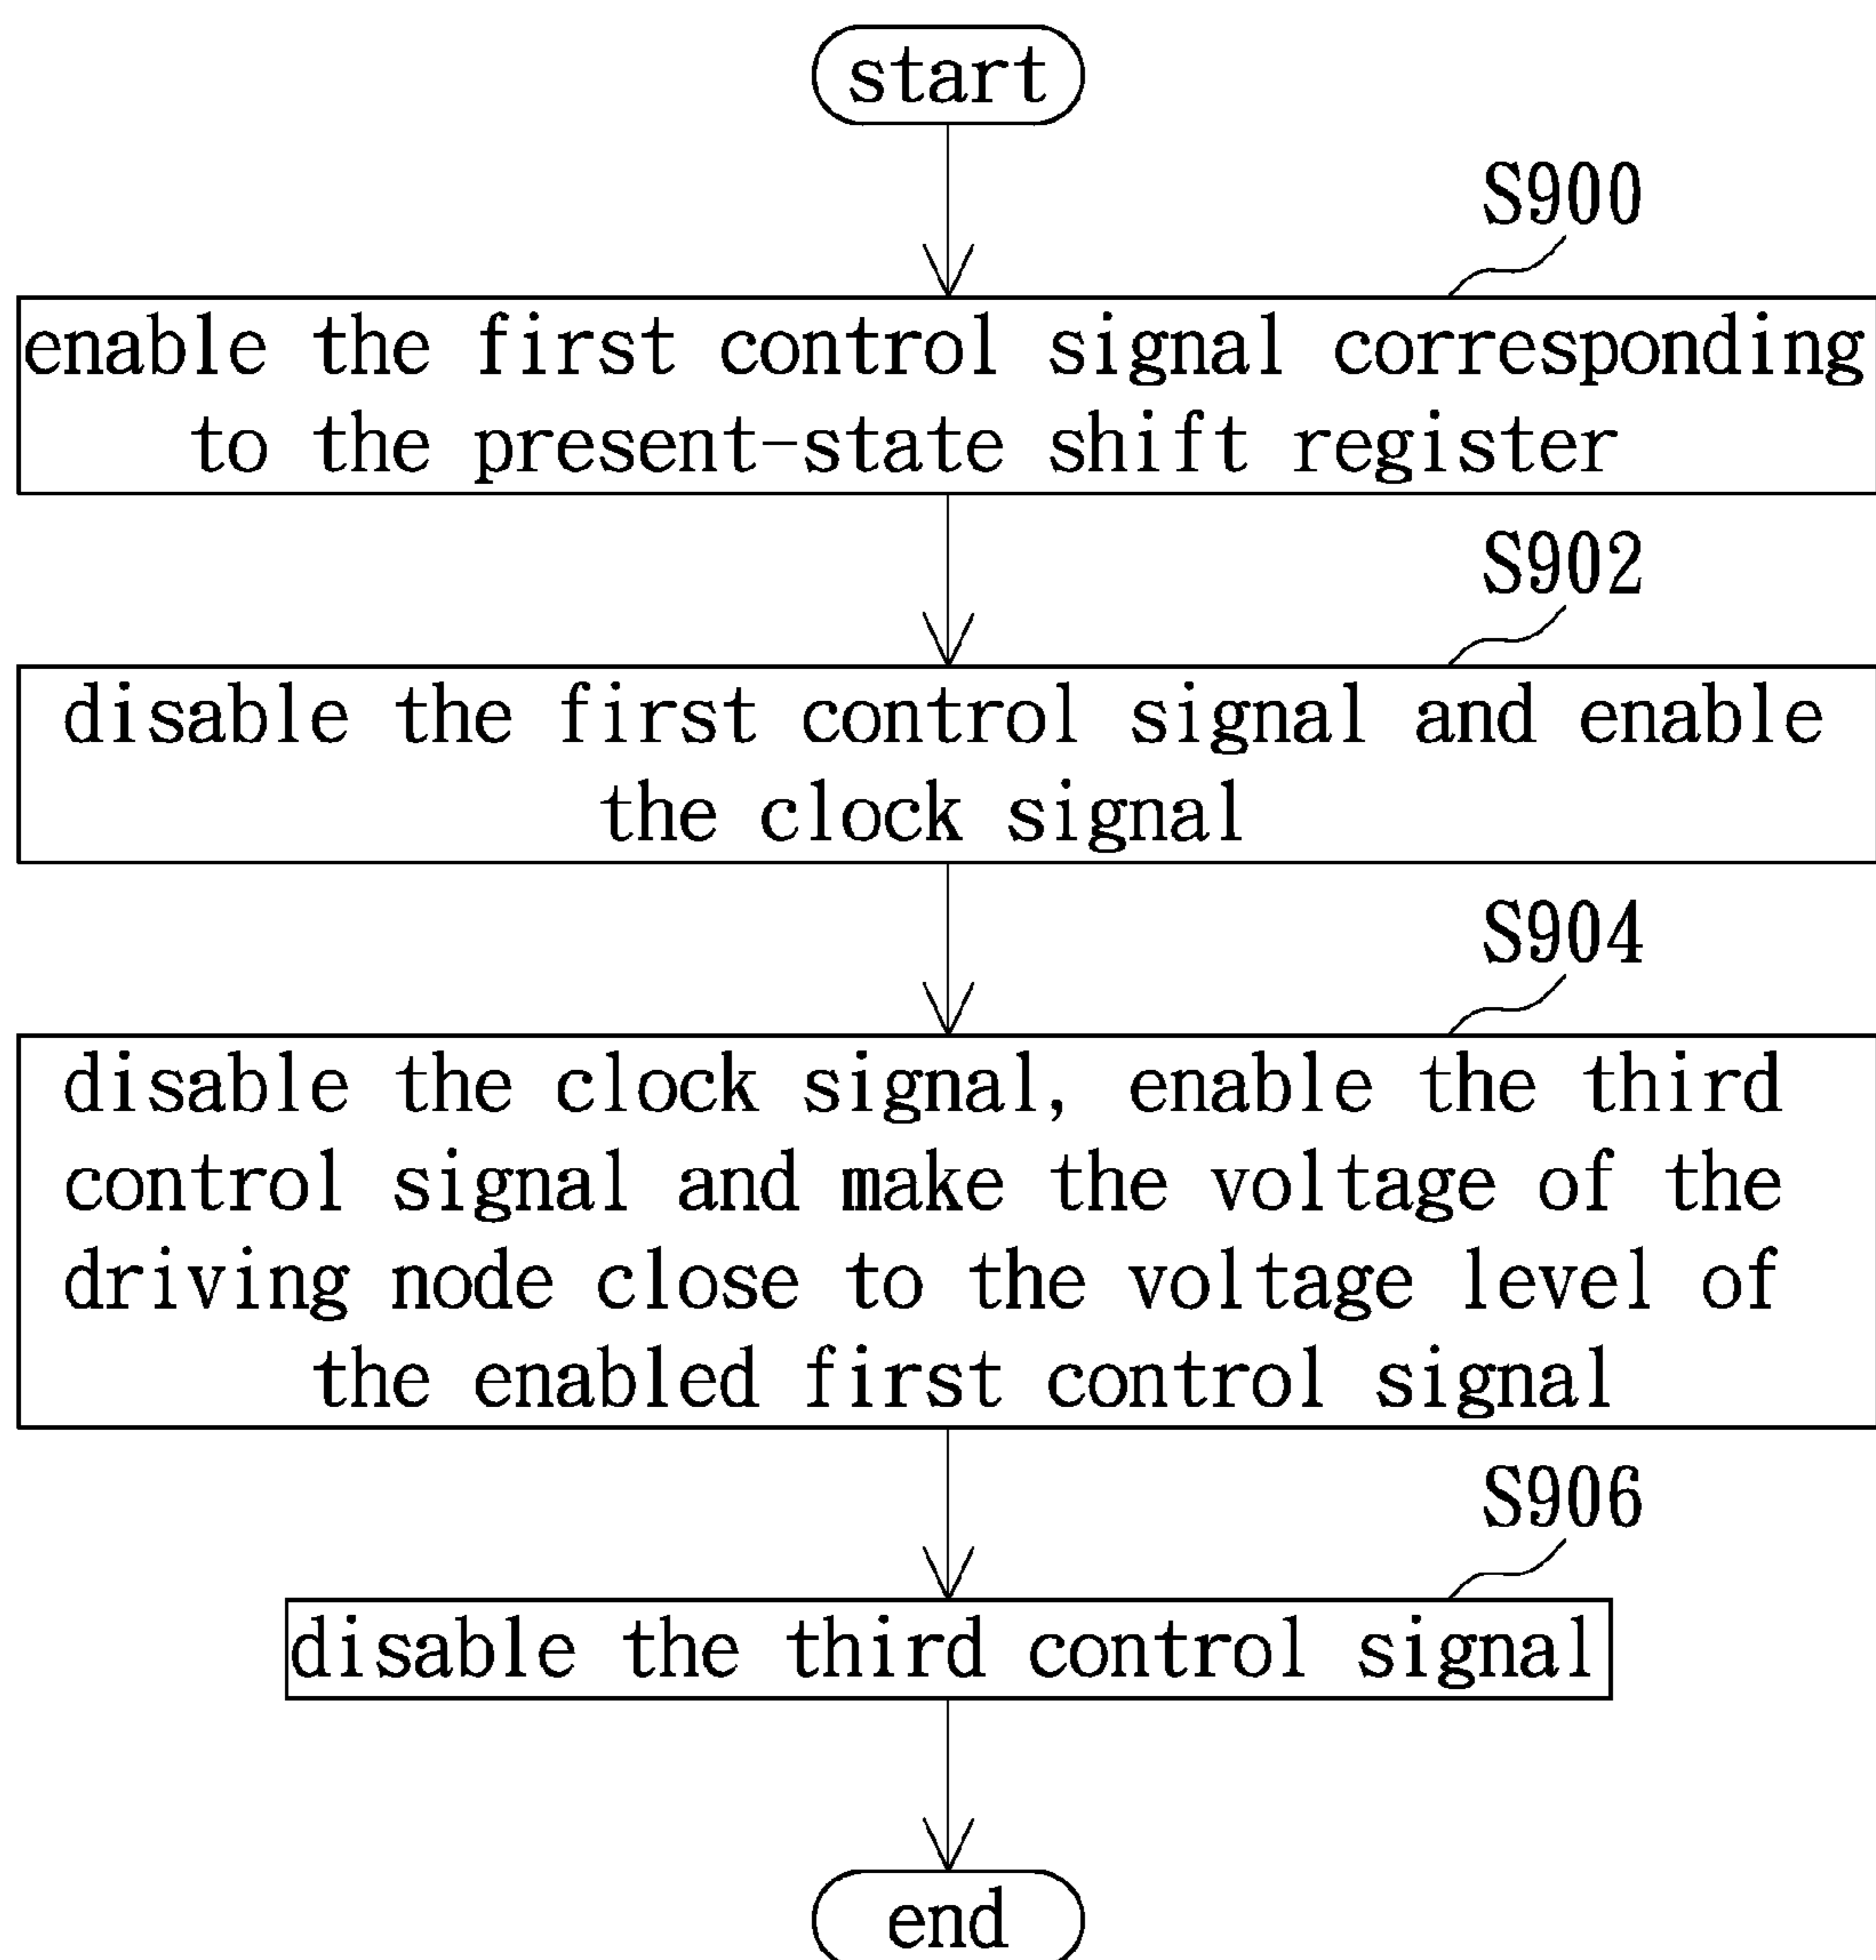 start
S900
enable the first control signal corresponding
to the present-state shift register
S902
disable the first control signal and enable
the clock signal
S904
disable the clock signal, enable the third
control signal and make the voltage of the
driving node close to the voltage level of
the enabled first control signal
S906
disable the third control signal
end